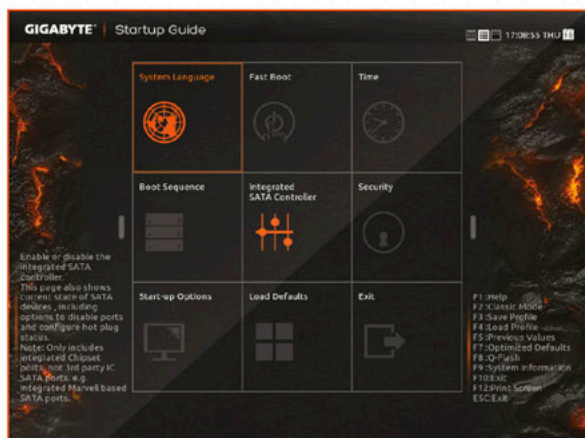 GIGABYTE™ Startup Guide
17:08:55 THU
System Language
Fast Boot
Time
Boot Sequence
Integrated
SATA Controller
Security
Start-up Options
Load Defaults
Exit
Enable or disable the
integrated SATA
controller.
This page also shows
current state of SATA
devices , including
options to disable ports
and configure hot plug
status.
Note: Only includes
integrated Chipset
ports, not 3rd party IC
SATA ports. e.g
integrated Marvell based
SATA ports.
F1 :Help
F2 :Classic Mode
F3 :Save Profile
F4 :Load Profile
F5 :Previous Values
F7 :Optimized Defaults
F8 :Q-Flash
F9 :System Information
F10:Exit
F12:Print Screen
ESC:Exit